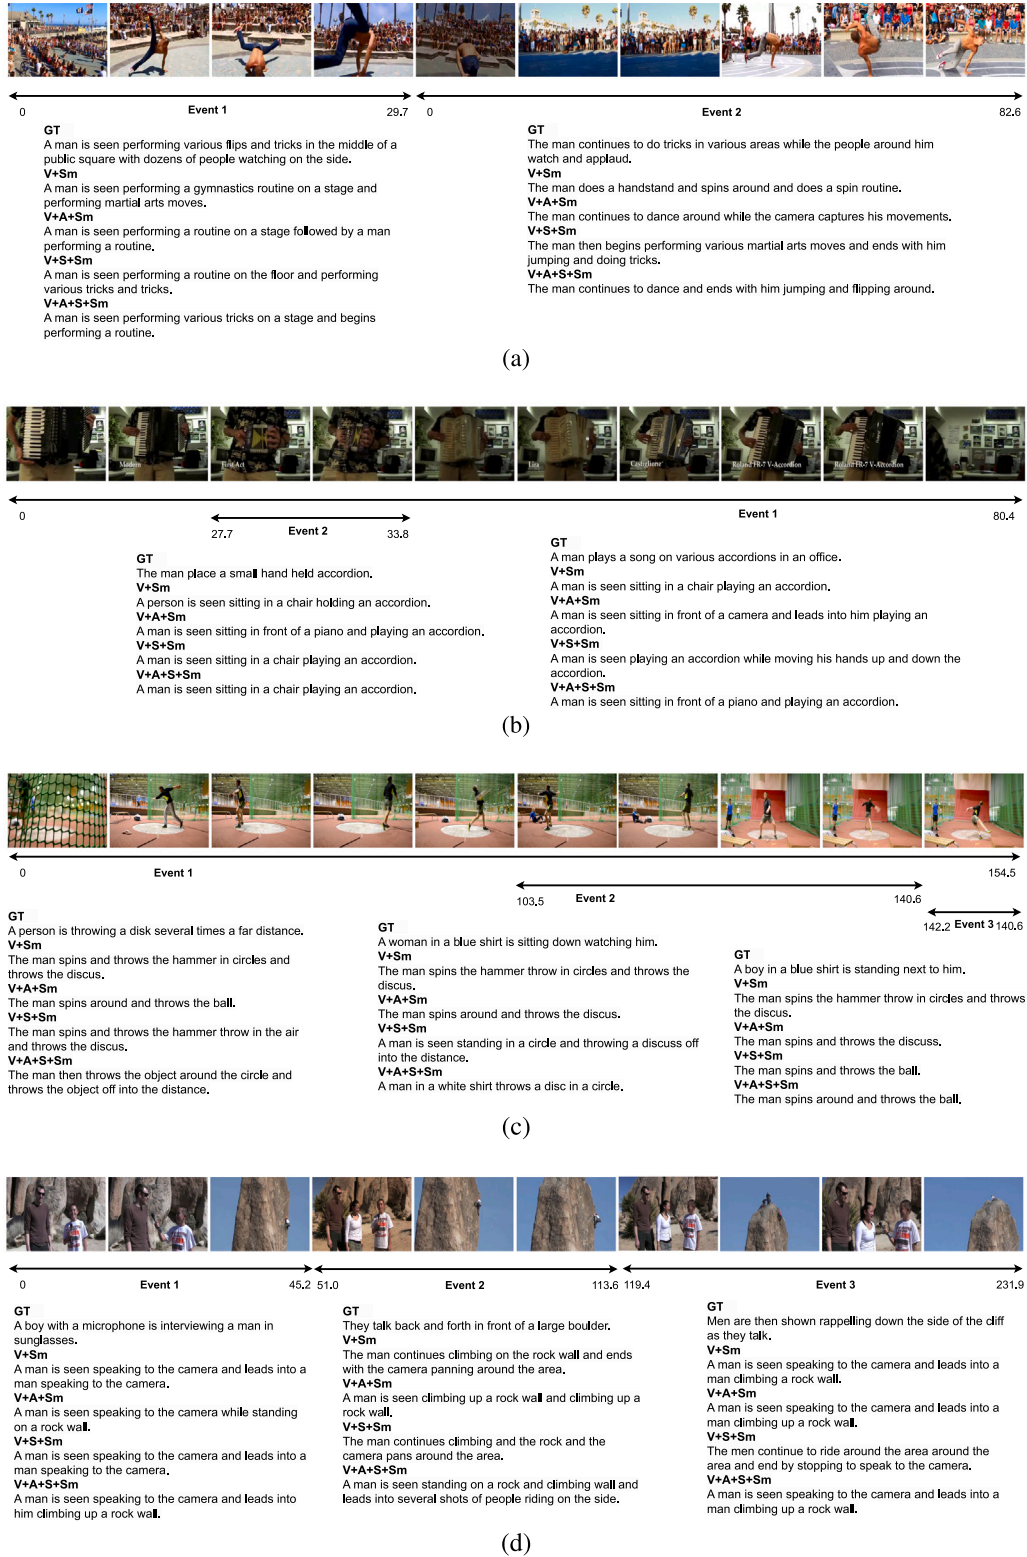 0
Event 1
29.7
0
Event 2
82.6
GT
A man is seen performing various flips and tricks in the middle of a
public square with dozens of people watching on the side.
V+Sm
A man is seen performing a gymnastics routine on a stage and
performing martial arts moves.
V+A+Sm
A man is seen performing a routine on a stage followed by a man
performing a routine.
V+S+Sm
A man is seen performing a routine on the floor and performing
various tricks and tricks.
V+A+S+Sm
A man is seen performing various tricks on a stage and begins
performing a routine.
GT
The man continues to do tricks in various areas while the people around him
watch and applaud.
V+Sm
The man does a handstand and spins around and does a spin routine.
V+A+Sm
The man continues to dance around while the camera captures his movements.
V+S+Sm
The man then begins performing various martial arts moves and ends with him
jumping and doing tricks.
V+A+S+Sm
The man continues to dance and ends with him jumping and flipping around.
(a)
Modern
First Act
Lira
Castiglione
Roland FR-7 V-Accordion
Roland FR-7 V-Accordion
0
Event 1
80.4
27.7
Event 2
33.8
GT
The man place a small hand held accordion.
V+Sm
A person is seen sitting in a chair holding an accordion.
V+A+Sm
A man is seen sitting in front of a piano and playing an accordion.
V+S+Sm
A man is seen sitting in a chair playing an accordion.
V+A+S+Sm
A man is seen sitting in a chair playing an accordion.
GT
A man plays a song on various accordions in an office.
V+Sm
A man is seen sitting in a chair playing an accordion.
V+A+Sm
A man is seen sitting in front of a camera and leads into him playing an
accordion.
V+S+Sm
A man is seen playing an accordion while moving his hands up and down the
accordion.
V+A+S+Sm
A man is seen sitting in front of a piano and playing an accordion.
(b)
0
Event 1
154.5
103.5
Event 2
140.6
142.2
Event 3
140.6
GT
A person is throwing a disk several times a far distance.
V+Sm
The man spins and throws the hammer in circles and
throws the discus.
V+A+Sm
The man spins around and throws the ball.
V+S+Sm
The man spins and throws the hammer throw in the air
and throws the discus.
V+A+S+Sm
The man then throws the object around the circle and
throws the object off into the distance.
GT
A woman in a blue shirt is sitting down watching him.
V+Sm
The man spins the hammer throw in circles and throws the
discus.
V+A+Sm
The man spins around and throws the discus.
V+S+Sm
A man is seen standing in a circle and throwing a discuss off
into the distance.
V+A+S+Sm
A man in a white shirt throws a disc in a circle.
GT
A boy in a blue shirt is standing next to him.
V+Sm
The man spins the hammer throw in circles and throws
the discus.
V+A+Sm
The man spins and throws the discuss.
V+S+Sm
The man spins and throws the ball.
V+A+S+Sm
The man spins around and throws the ball.
(c)
0
Event 1
45.2
51.0
Event 2
113.6
119.4
Event 3
231.9
GT
A boy with a microphone is interviewing a man in
sunglasses.
V+Sm
A man is seen speaking to the camera and leads into a
man speaking to the camera.
V+A+Sm
A man is seen speaking to the camera while standing
on a rock wall.
V+S+Sm
A man is seen speaking to the camera and leads into a
man speaking to the camera.
V+A+S+Sm
A man is seen speaking to the camera and leads into
him climbing up a rock wall.
GT
They talk back and forth in front of a large boulder.
V+Sm
The man continues climbing on the rock wall and ends
with the camera panning around the area.
V+A+Sm
A man is seen climbing up a rock wall and climbing up a
rock wall.
V+S+Sm
The man continues climbing and the rock and the
camera pans around the area.
V+A+S+Sm
A man is seen standing on a rock and climbing wall and
leads into several shots of people riding on the side.
GT
Men are then shown rappelling down the side of the cliff
as they talk.
V+Sm
A man is seen speaking to the camera and leads into a
man climbing a rock wall.
V+A+Sm
A man is seen speaking to the camera and leads into a
man climbing up a rock wall.
V+S+Sm
The men continue to ride around the area around the
area and end by stopping to speak to the camera.
V+A+S+Sm
A man is seen speaking to the camera and leads into a
man climbing up a rock wall.
(d)